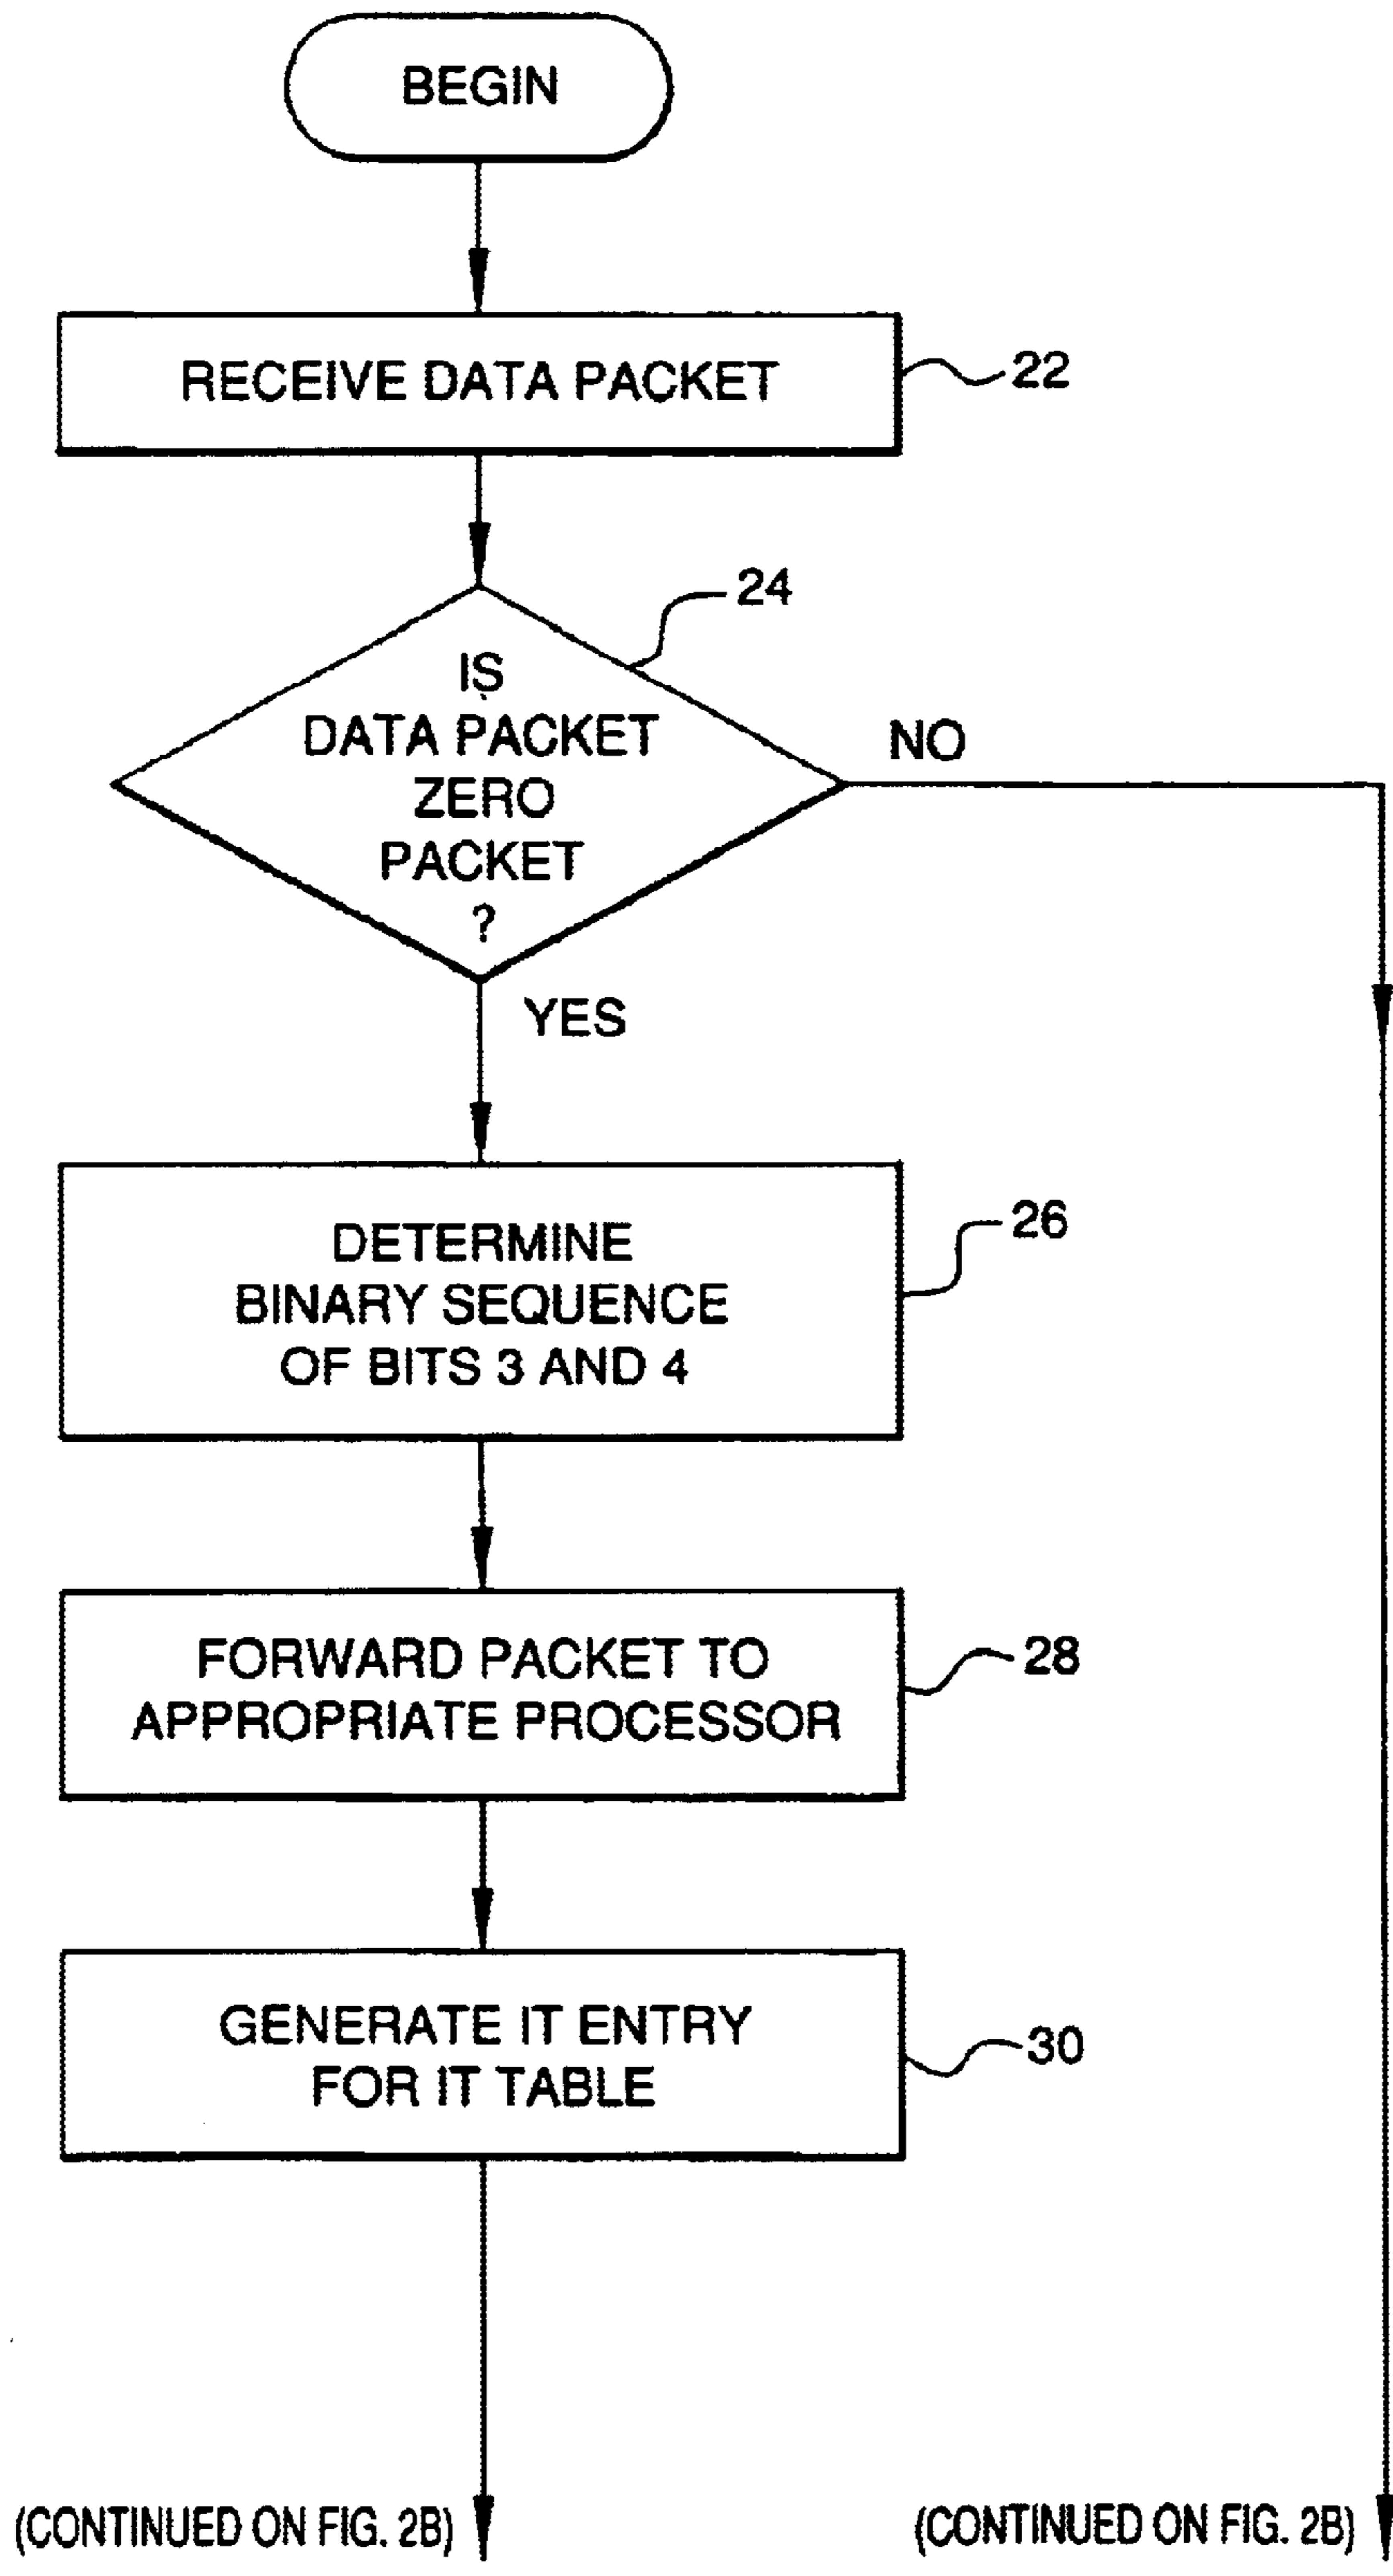 BEGIN
RECEIVE DATA PACKET
22
24
IS
DATA PACKET
ZERO
PACKET
?
NO
YES
DETERMINE
BINARY SEQUENCE
OF BITS 3 AND 4
26
FORWARD PACKET TO
APPROPRIATE PROCESSOR
28
GENERATE IT ENTRY
FOR IT TABLE
30
(CONTINUED ON FIG. 2B)
(CONTINUED ON FIG. 2B)